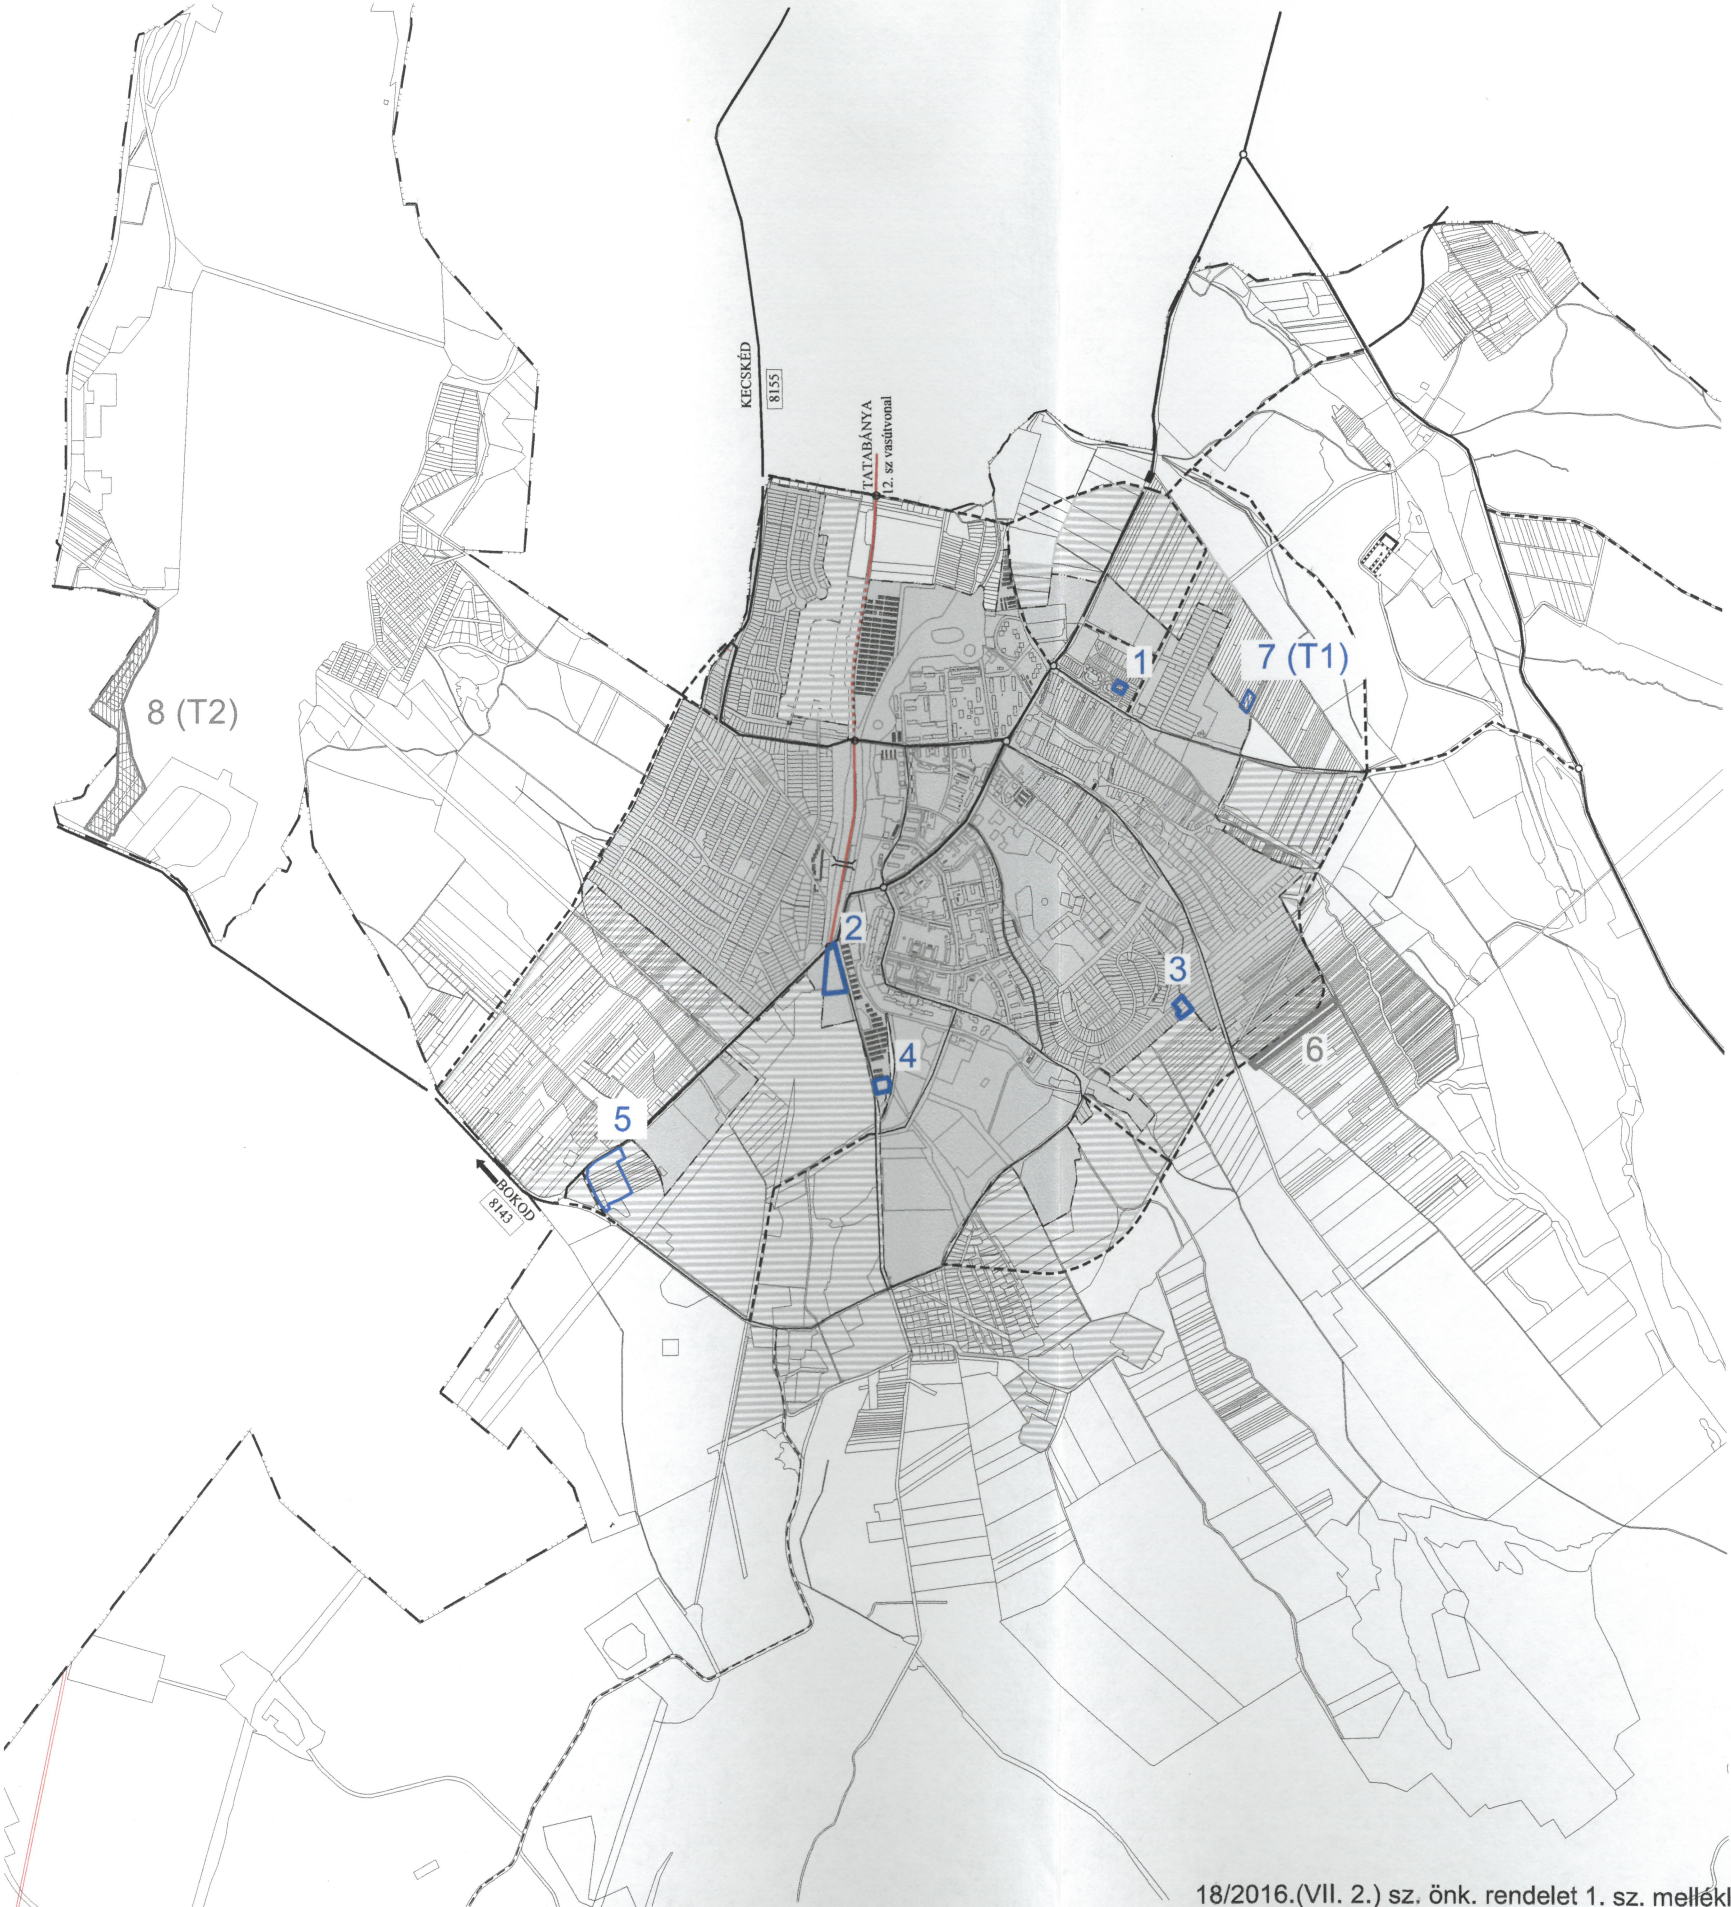 KECSKÉD
8155
TATABÁNYA
12. sz vasútvonal
1
7 (T1)
8 (T2)
2
3
6
4
5
BOKOD
8143
18/2016.(VII. 2.) sz. önk. rendelet 1. sz. mellékl